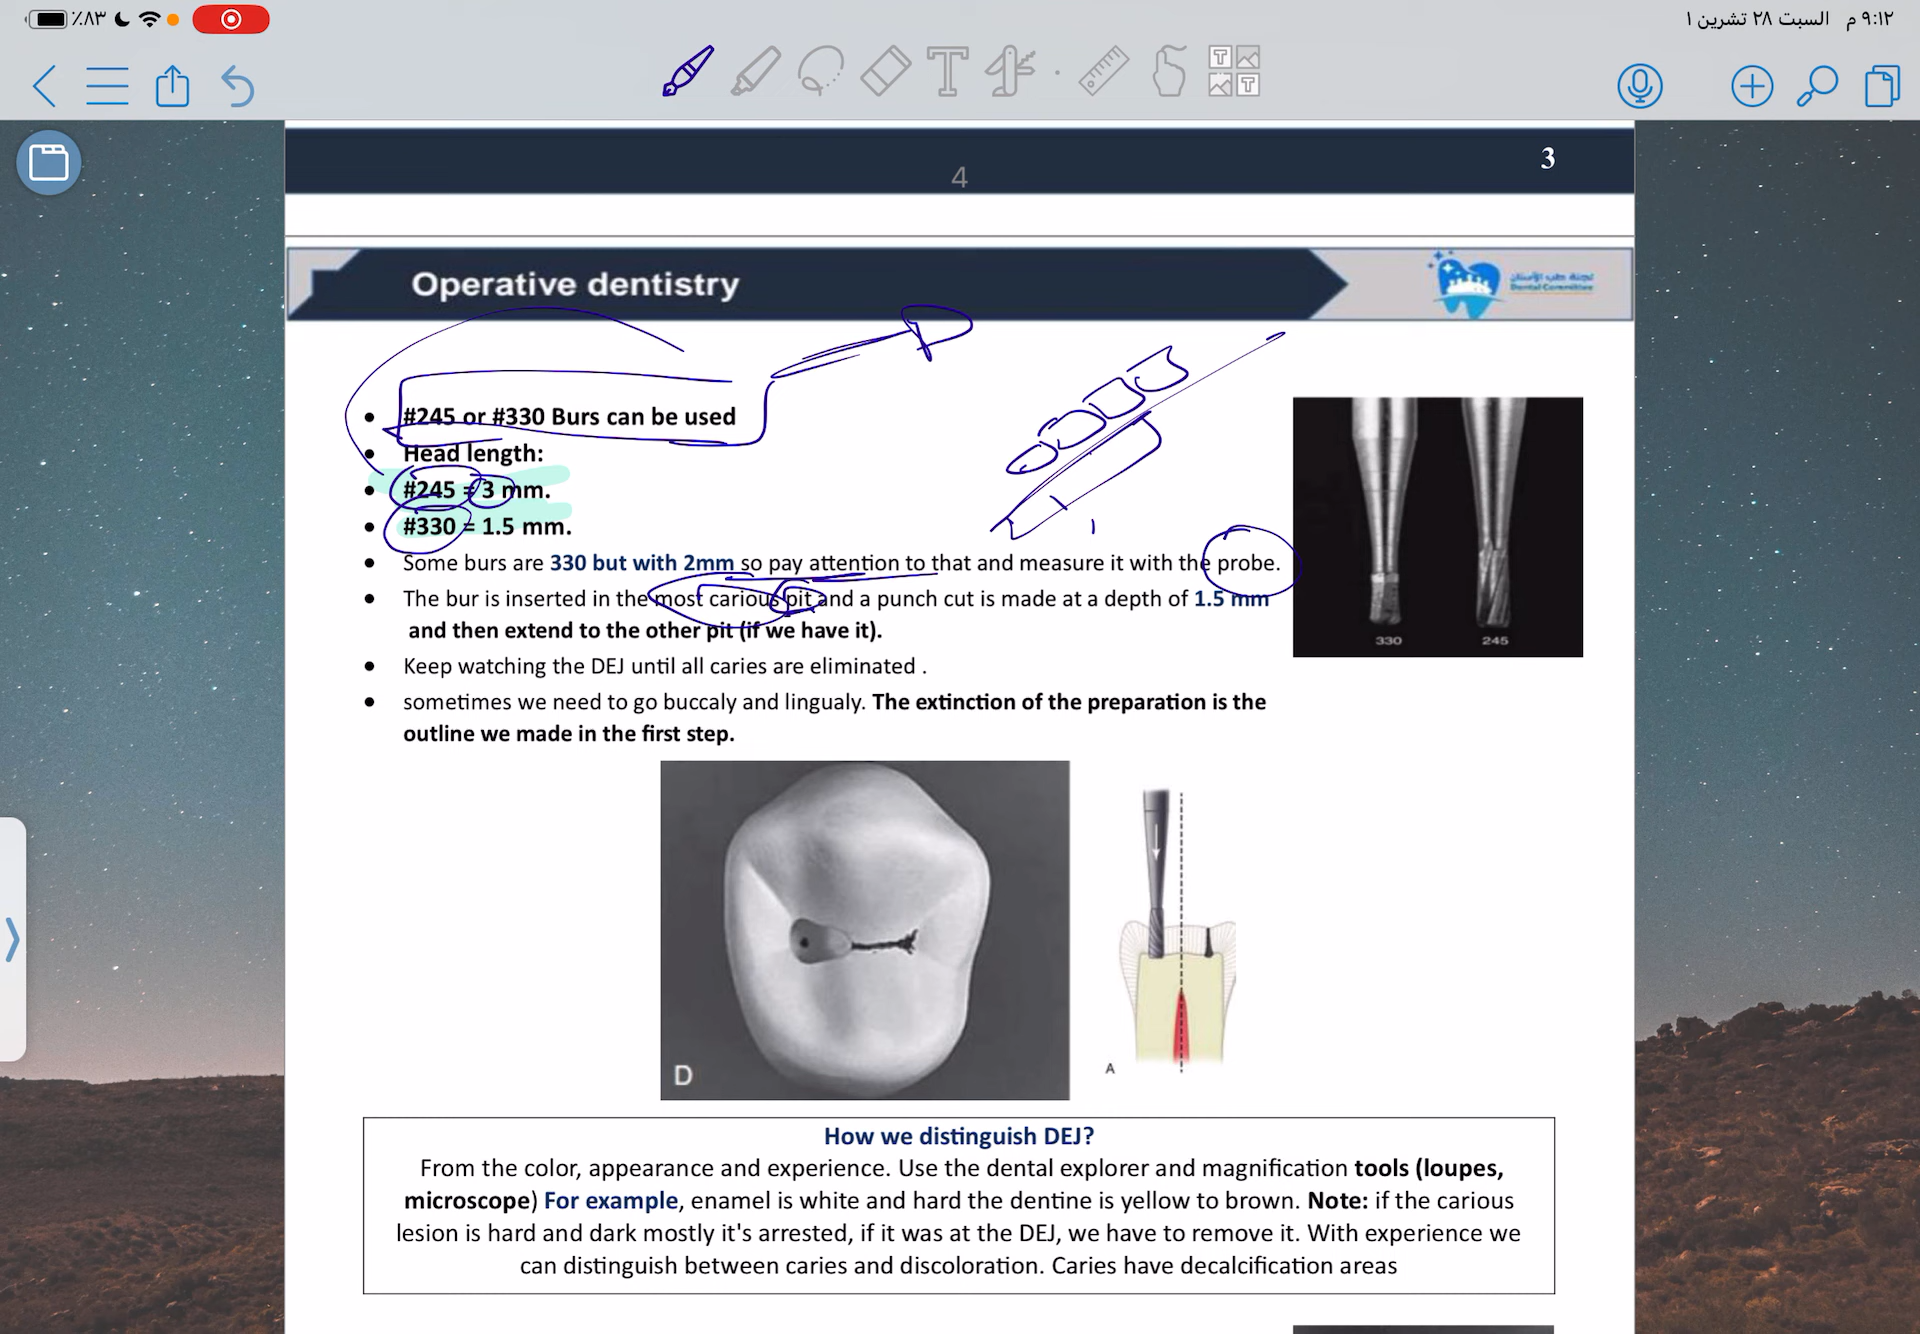 ٪٨٣
٩:١٢ م السبت ٢٨ تشرين ١
3
4
Operative dentistry
لجنة طب الأسنان
Dental Committee
#245 or #330 Burs can be used
Head length:
#245 = 3 mm.
#330 = 1.5 mm.
Some burs are 330 but with 2mm so pay attention to that and measure it with the probe.
The bur is inserted in the most carious pit and a punch cut is made at a depth of 1.5 mm
and then extend to the other pit (if we have it).
Keep watching the DEJ until all caries are eliminated .
sometimes we need to go buccaly and lingualy. The extinction of the preparation is the
outline we made in the first step.
330 245
D
A
How we distinguish DEJ?
From the color, appearance and experience. Use the dental explorer and magnification tools (loupes,
microscope) For example, enamel is white and hard the dentine is yellow to brown. Note: if the carious
lesion is hard and dark mostly it's arrested, if it was at the DEJ, we have to remove it. With experience we
can distinguish between caries and discoloration. Caries have decalcification areas